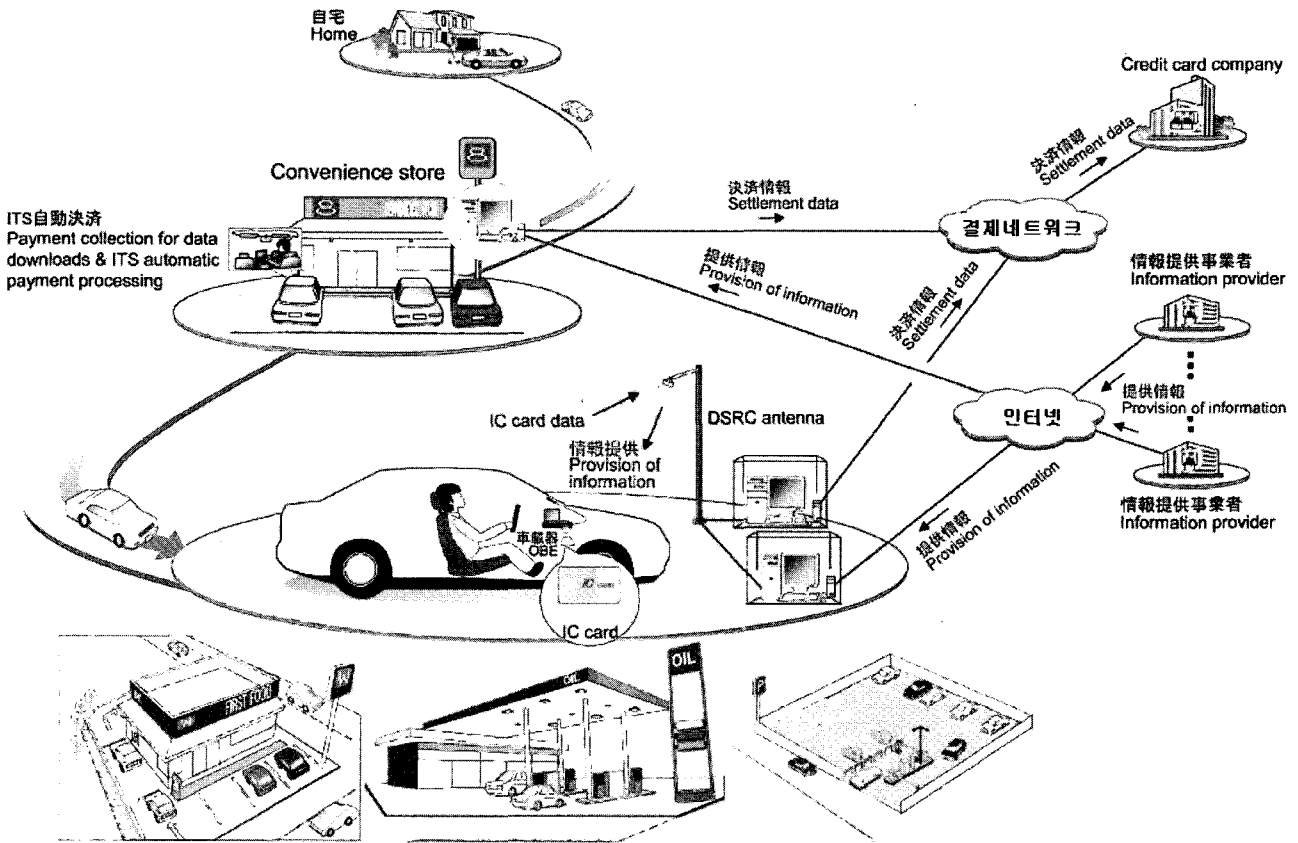 自宅
Home
Credit card company
決済情報
Settlement data
Convenience store
8
8
ITS自動決済
Payment collection for data
downloads & ITS automatic
payment processing
決済情報
Settlement data
결제네트워크
提供情報
Provision of information
決済情報
Settlement data
情報提供事業者
Information provider
提供情報
Provision of information
인터넷
情報提供事業者
Information provider
IC card data
DSRC antenna
情報提供
Provision of
information
提供情報
Provision of information
車載器
OBE
IC card
FIRST FOOD
OIL
OIL
P